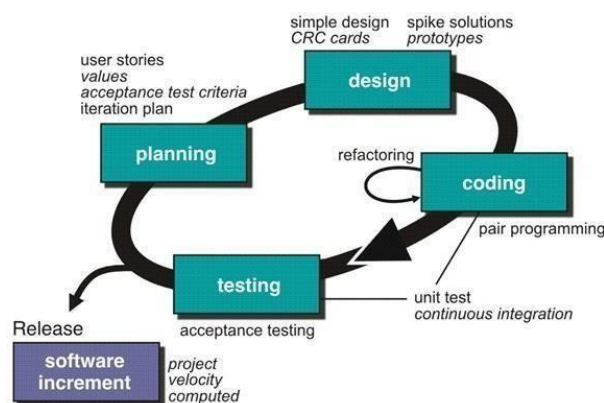 simple design
CRC cards
spike solutions
prototypes
user stories
values
acceptance test criteria
iteration plan
design
planning
refactoring
coding
pair programming
testing
unit test
continuous integration
acceptance testing
Release
software
increment
project
velocity
computed